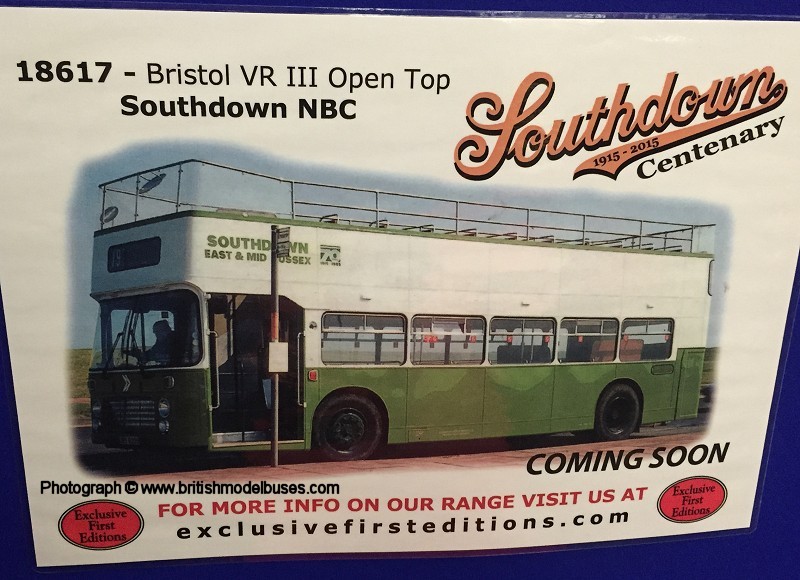 18617 - Bristol VR III Open Top
Southdown NBC
Southdown
1915 - 2015
Centenary
SOUTHDOWN
EAST & MID SUSSEX
COMING SOON
Photograph © www.britishmodelbuses.com
FOR MORE INFO ON OUR RANGE VISIT US AT
exclusivefirsteditions.com
Exclusive
First
Editions
Exclusive
First
Editions